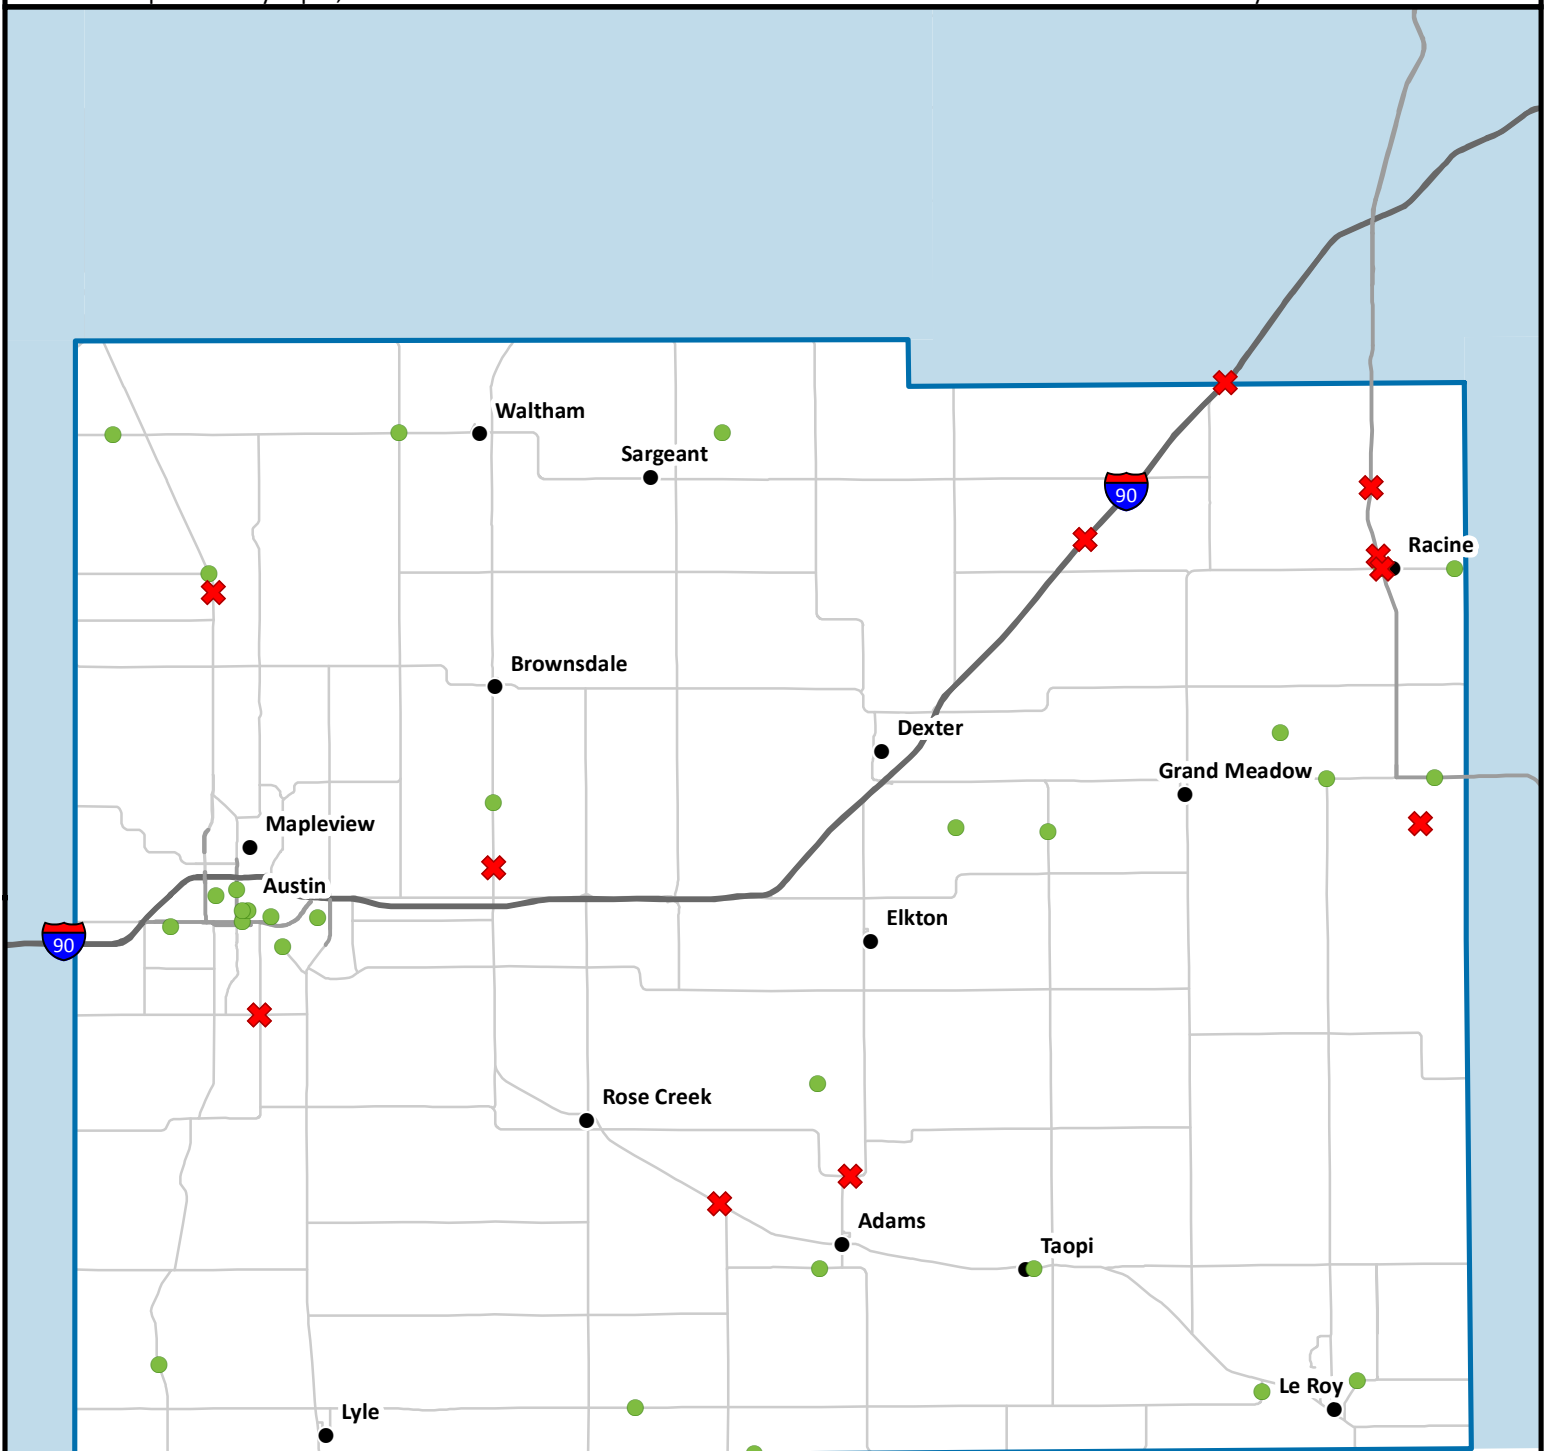 Waltham
Sargeant
90
Racine
Brownsdale
Dexter
Grand Meadow
Mapleview
Austin
Elkton
90
Rose Creek
Adams
Taopi
Le Roy
Lyle